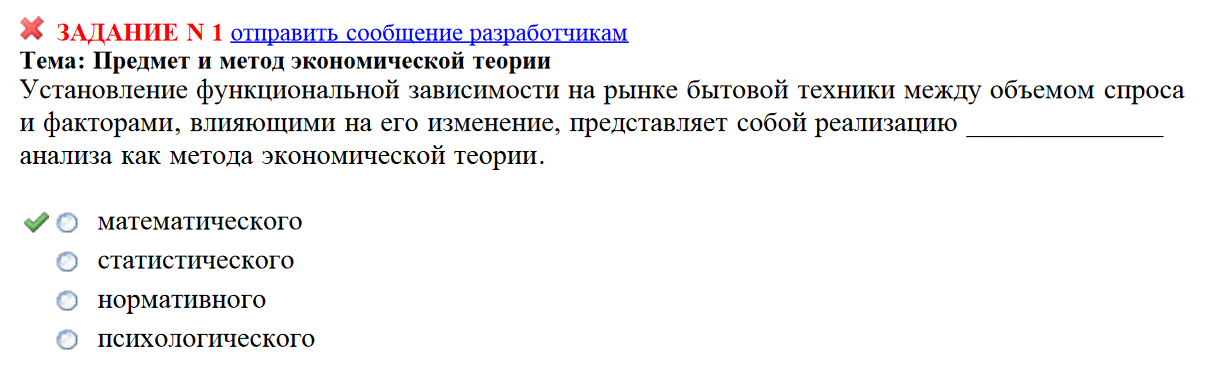 ЗАДАНИЕ N 1 отправить сообщение разработчикам
Тема: Предмет и метод экономической теории
Установление функциональной зависимости на рынке бытовой техники между объемом спроса
и факторами, влияющими на его изменение, представляет собой реализацию ______________
анализа как метода экономической теории.
математического
статистического
нормативного
психологического